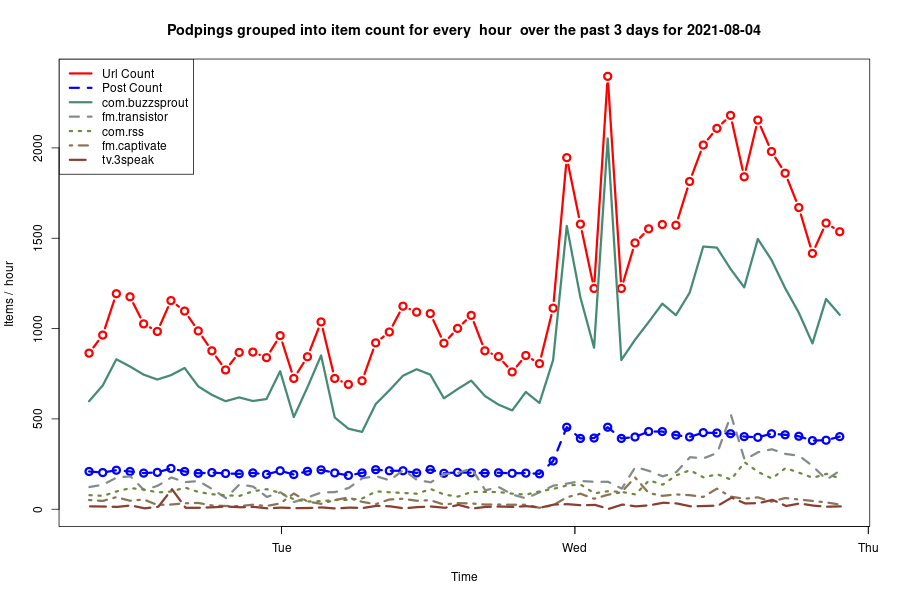 Podpings grouped into item count for every  hour  over the past 3 days for 2021-08-04
Url Count
Post Count
com.buzzsprout
fm.transistor
com.rss
fm.captivate
tv.3speak
Items /  hour
2000
1500
1000
500
0
Tue
Wed
Thu
Time